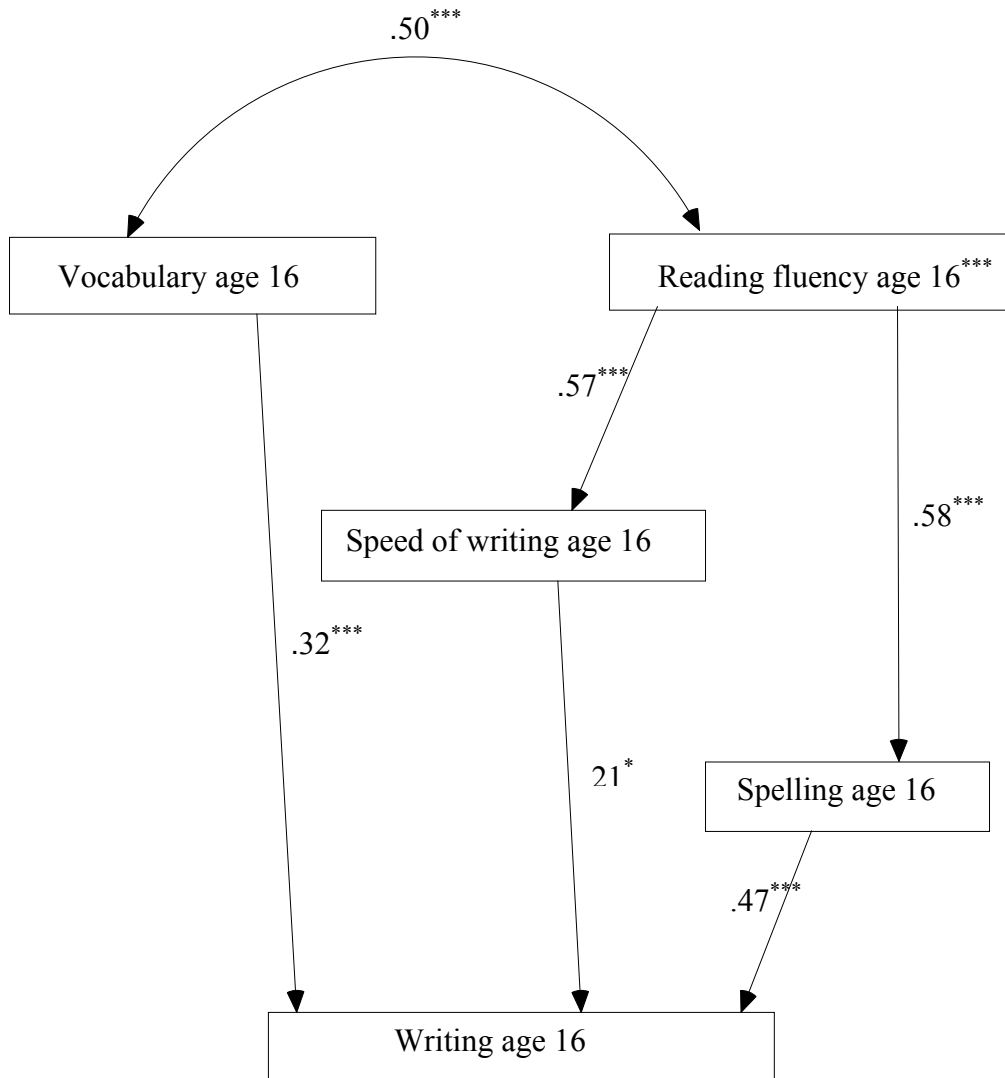 .50***
Vocabulary age 16
Reading fluency age 16***
.57***
Speed of writing age 16
.58***
.32***
21*
Spelling age 16
.47***
Writing age 16